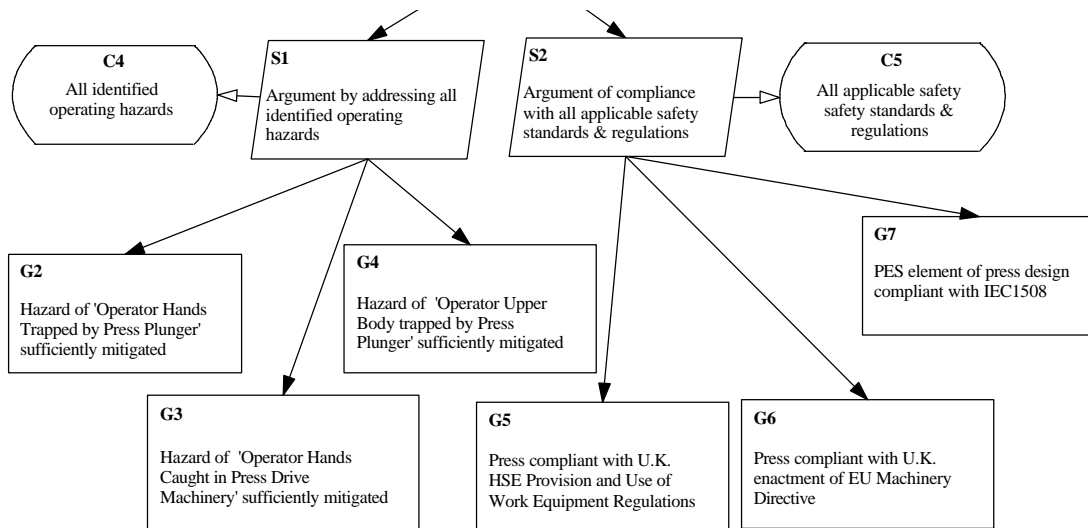 C4
All identified
operating hazards
S1
Argument by addressing all
identified operating
hazards
S2
Argument of compliance
with all applicable safety
standards & regulations
C5
All applicable safety
safety standards &
regulations
G2
Hazard of 'Operator Hands
Trapped by Press Plunger'
sufficiently mitigated
G4
Hazard of 'Operator Upper
Body trapped by Press
Plunger' sufficiently mitigated
G7
PES element of press design
compliant with IEC1508
G3
Hazard of 'Operator Hands
Caught in Press Drive
Machinery' sufficiently mitigated
G5
Press compliant with U.K.
HSE Provision and Use of
Work Equipment Regulations
G6
Press compliant with U.K.
enactment of EU Machinery
Directive